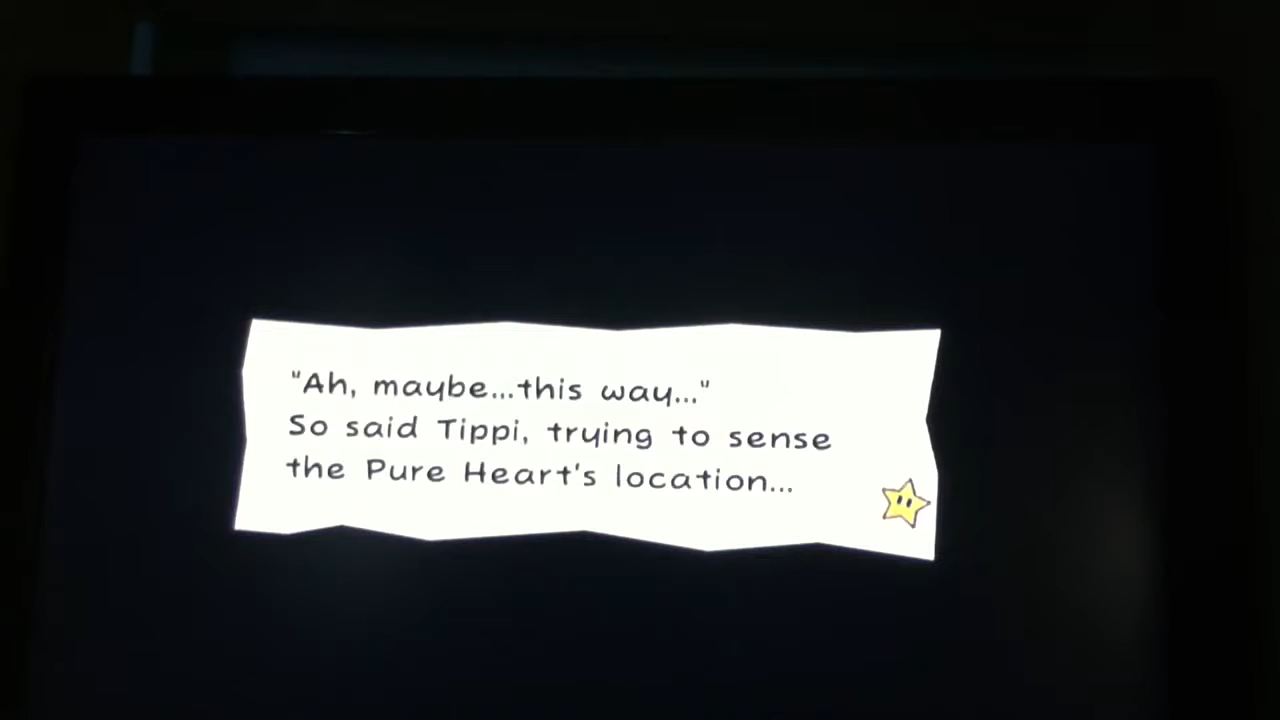 "Ah, maybe...this way..."
So said Tippi, trying to sense
the Pure Heart's location...